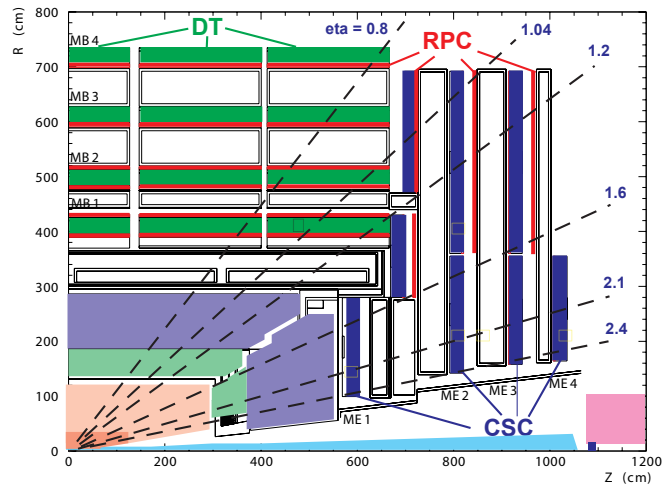 R (cm)
800
700
600
500
400
300
200
100
0
MB 4
DT
eta = 0.8
RPC
1.04
1.2
MB 3
MB 2
MB 1
1.6
2.1
2.4
ME 1
ME 2
ME 3
ME 4
CSC
0
200
400
600
800
1000
1200
Z (cm)